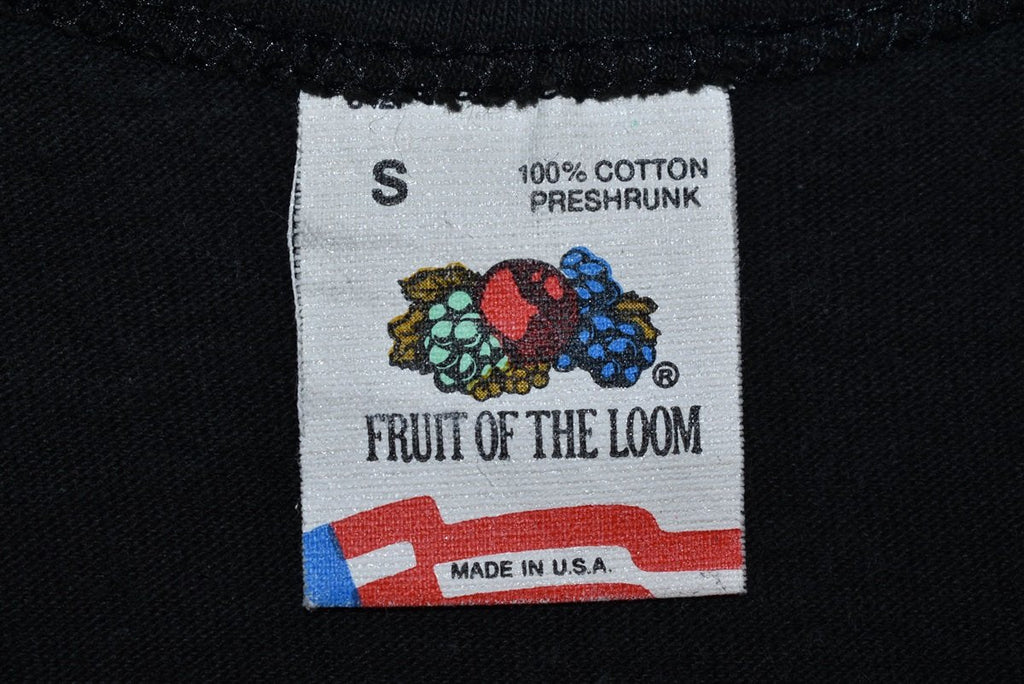 S
100% COTTON
PRESHRUNK
®
FRUIT OF THE LOOM
MADE IN U.S.A.